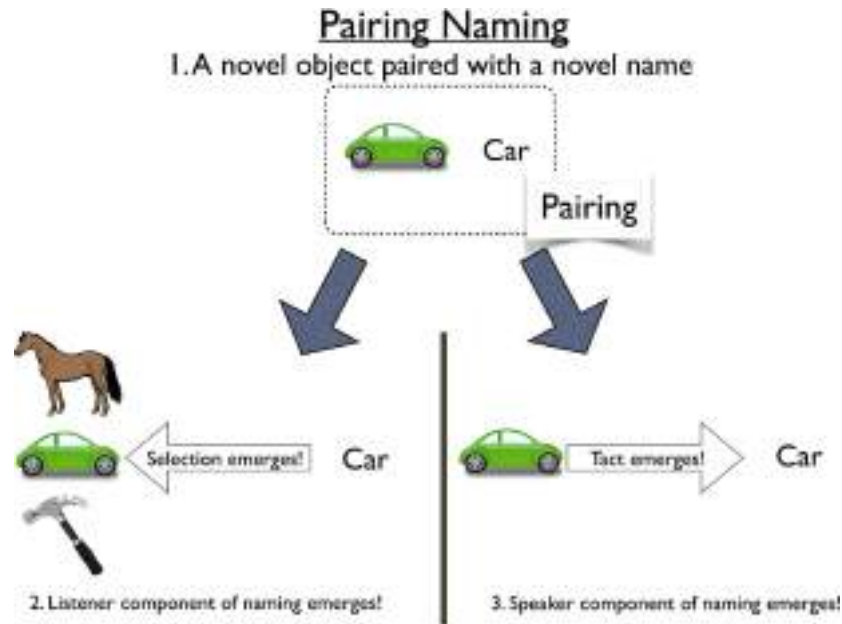 Pairing Naming
1. A novel object paired with a novel name
Car
Pairing
Selection emerges!
Car
Tact emerges!
Car
2. Listener component of naming emerges!
3. Speaker component of naming emerges!